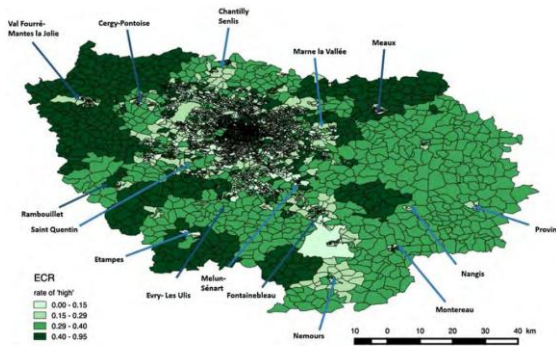 Val Fourré-
Mantes la Jolie
Cergy-Pontoise
Chantilly
Senlis
Marne la Vallée
Meaux
Rambouillet
Saint Quentin
Etampes
Evry- Les Ulis
Melun-
Sénart
Fontainebleau
Nemours
Montereau
Nangis
Provin
ECR
rate of 'high'
0.00 - 0.15
0.15 - 0.29
0.29 - 0.40
0.40 - 0.95
10 0 10 20 30 40 km